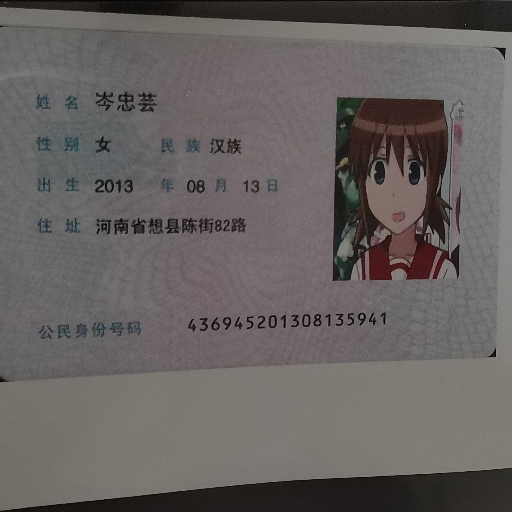 姓名 岑忠芸
性别 女 民族 汉族
出生 2013 年 08 月 13 日
住址 河南省想县陈街82路
公民身份号码 436945201308135941